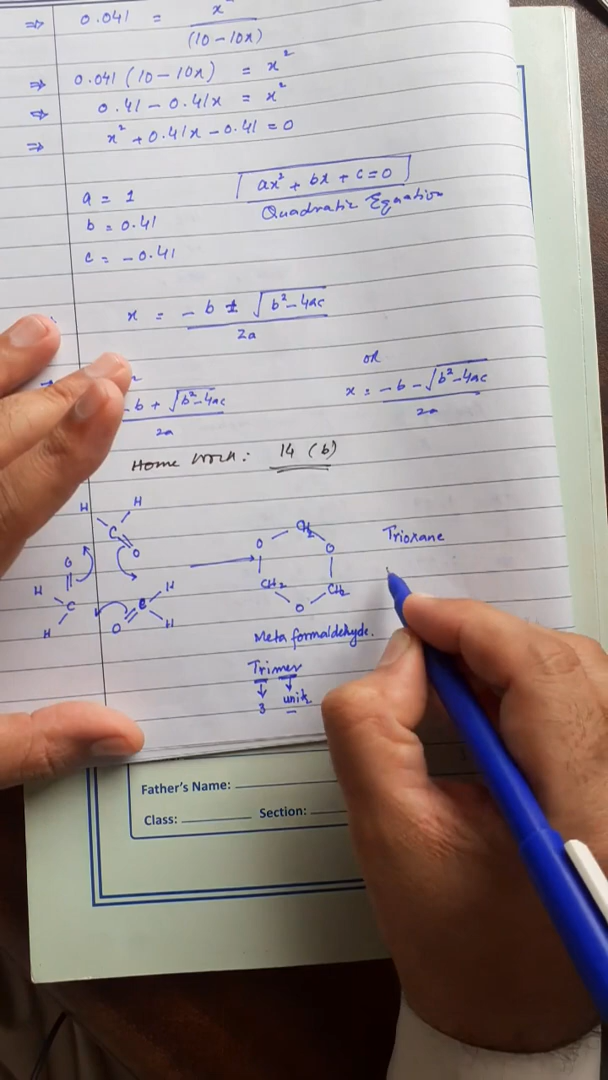 ⇒ 0.041 = x² / (10 – 10x)
⇒ 0.041 (10 – 10x) = x²
⇒ 0.41 – 0.41x = x²
⇒ x² + 0.41x – 0.41 = 0
a = 1
ax² + bx + c = 0
b = 0.41
Quadratic Equation
c = – 0.41
x = – b ± √b² – 4ac / 2a
or
– b + √b² – 4ac / 2a
x = – b – √b² – 4ac / 2a
Home Work: 14 (b)
H H
C
O
O
H C
H
C H
O H
O CH₂ O
CH₂ CH₂
O
Trioxane
Meta formaldehyde.
Trimer
3 units
Father's Name:
Class: Section: